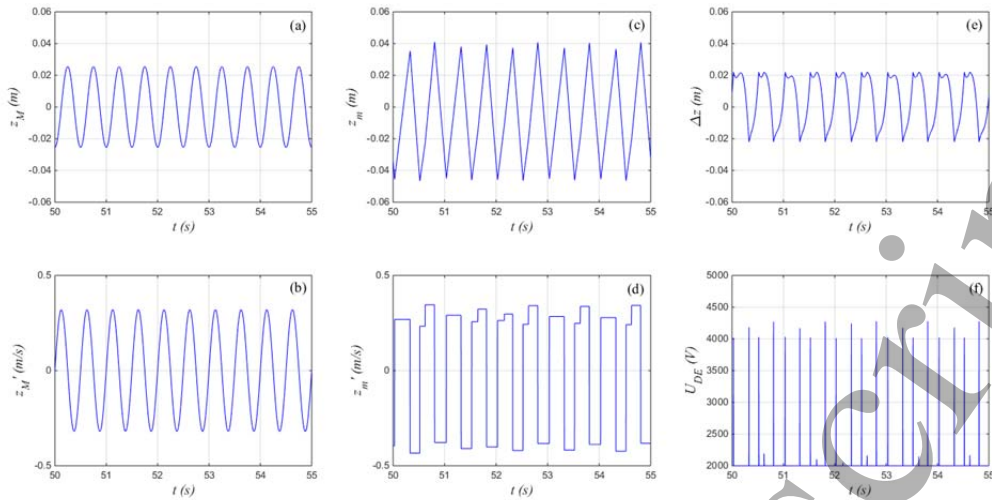 (a)
0.06
0.04
0.02
0
-0.02
-0.04
-0.06
z_M (m)
50 51 52 53 54 55
t (s)
(c)
0.06
0.04
0.02
0
-0.02
-0.04
-0.06
z_m (m)
50 51 52 53 54 55
t (s)
(e)
0.06
0.04
0.02
0
-0.02
-0.04
-0.06
Δz (m)
50 51 52 53 54 55
t (s)
(b)
0.5
0
-0.5
z_M' (m/s)
50 51 52 53 54 55
t (s)
(d)
0.5
0
-0.5
z_m' (m/s)
50 51 52 53 54 55
t (s)
(f)
5000
4500
4000
3500
3000
2500
2000
U_DE (V)
50 51 52 53 54 55
t (s)